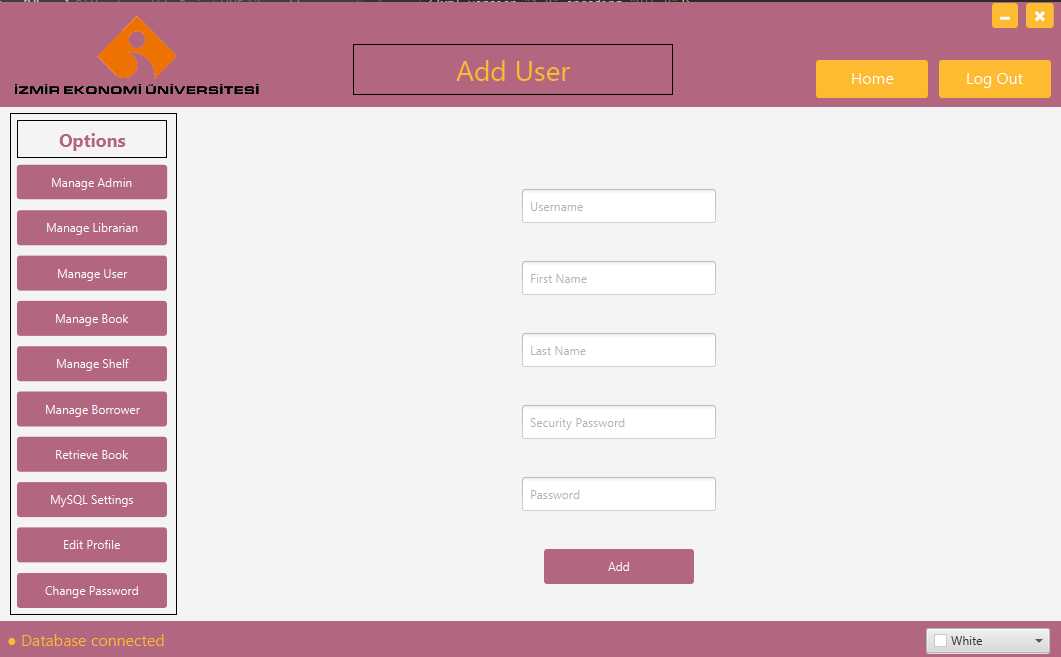 Add User
İZMİR EKONOMİ ÜNİVERSİTESİ
Home
Log Out
Options
Manage Admin
Manage Librarian
Manage User
Manage Book
Manage Shelf
Manage Borrower
Retrieve Book
MySQL Settings
Edit Profile
Change Password
Username
First Name
Last Name
Security Password
Password
Add
Database connected
White